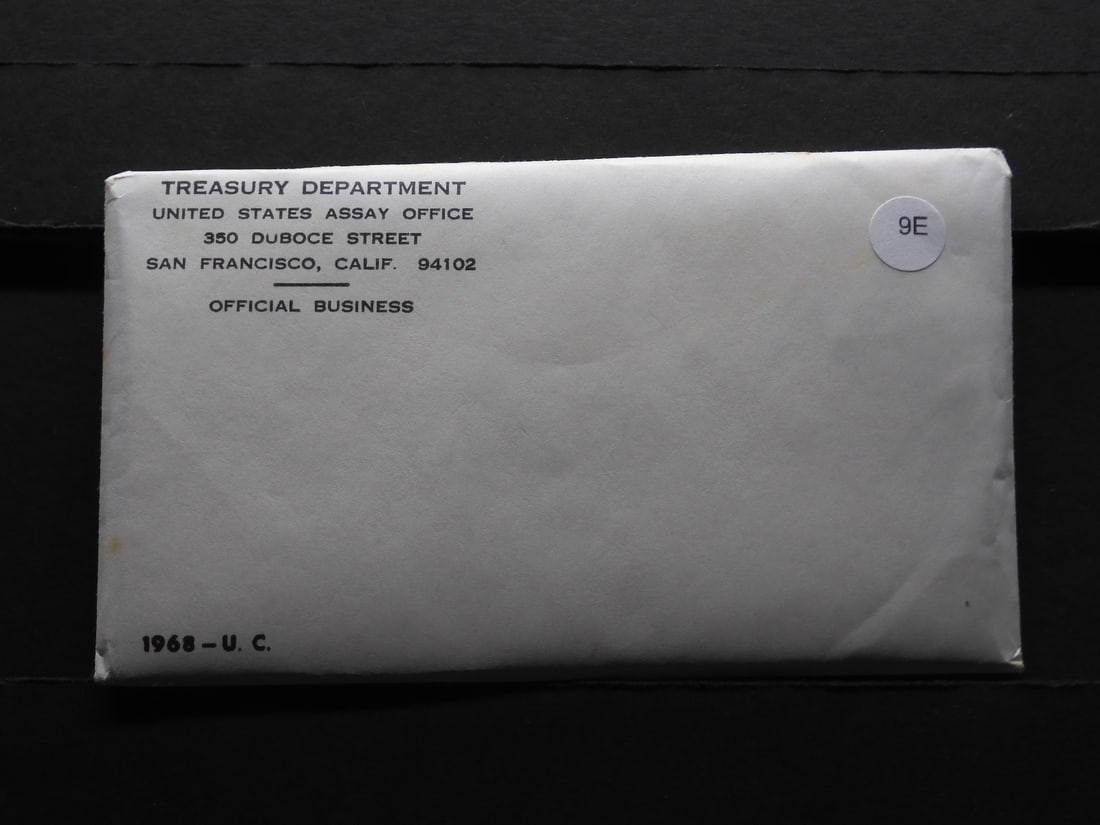 TREASURY DEPARTMENT
UNITED STATES ASSAY OFFICE
350 DUBOCE STREET
SAN FRANCISCO, CALIF. 94102
OFFICIAL BUSINESS
9E
1968 – U. C.